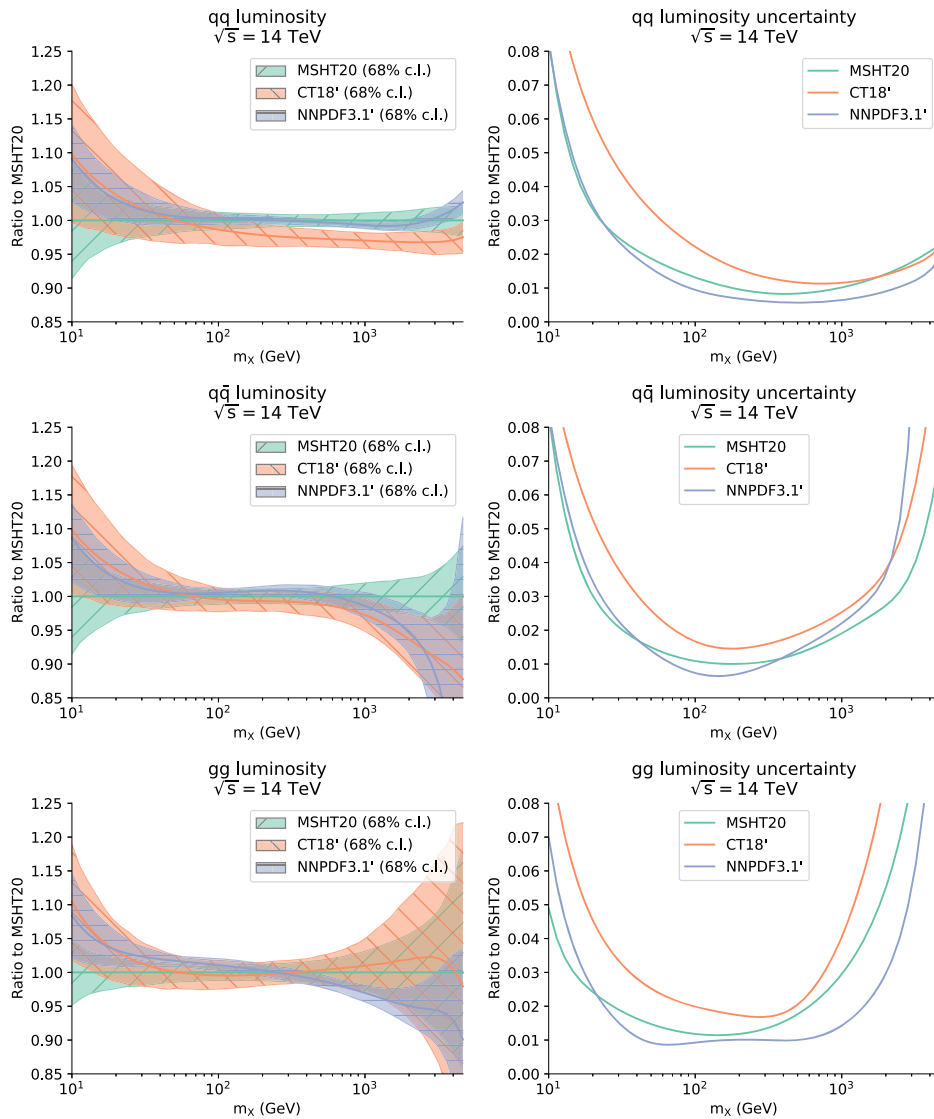 qq luminosity
√s = 14 TeV
1.25
1.20
1.15
1.10
1.05
1.00
0.95
0.90
0.85
Ratio to MSHT20
MSHT20 (68% c.l.)
CT18' (68% c.l.)
NNPDF3.1' (68% c.l.)
10¹
10²
10³
mX (GeV)
qq luminosity uncertainty
√s = 14 TeV
0.08
0.07
0.06
0.05
0.04
0.03
0.02
0.01
0.00
Ratio to MSHT20
MSHT20
CT18'
NNPDF3.1'
10¹
10²
10³
mX (GeV)
qq̄ luminosity
√s = 14 TeV
1.25
1.20
1.15
1.10
1.05
1.00
0.95
0.90
0.85
Ratio to MSHT20
MSHT20 (68% c.l.)
CT18' (68% c.l.)
NNPDF3.1' (68% c.l.)
10¹
10²
10³
mX (GeV)
qq̄ luminosity uncertainty
√s = 14 TeV
0.08
0.07
0.06
0.05
0.04
0.03
0.02
0.01
0.00
Ratio to MSHT20
MSHT20
CT18'
NNPDF3.1'
10¹
10²
10³
mX (GeV)
gg luminosity
√s = 14 TeV
1.25
1.20
1.15
1.10
1.05
1.00
0.95
0.90
0.85
Ratio to MSHT20
MSHT20 (68% c.l.)
CT18' (68% c.l.)
NNPDF3.1' (68% c.l.)
10¹
10²
10³
mX (GeV)
gg luminosity uncertainty
√s = 14 TeV
0.08
0.07
0.06
0.05
0.04
0.03
0.02
0.01
0.00
Ratio to MSHT20
MSHT20
CT18'
NNPDF3.1'
10¹
10²
10³
mX (GeV)